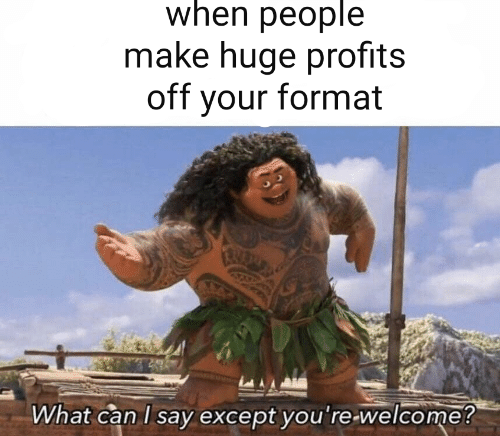 when people
make huge profits
off your format
What can I say except you're welcome?